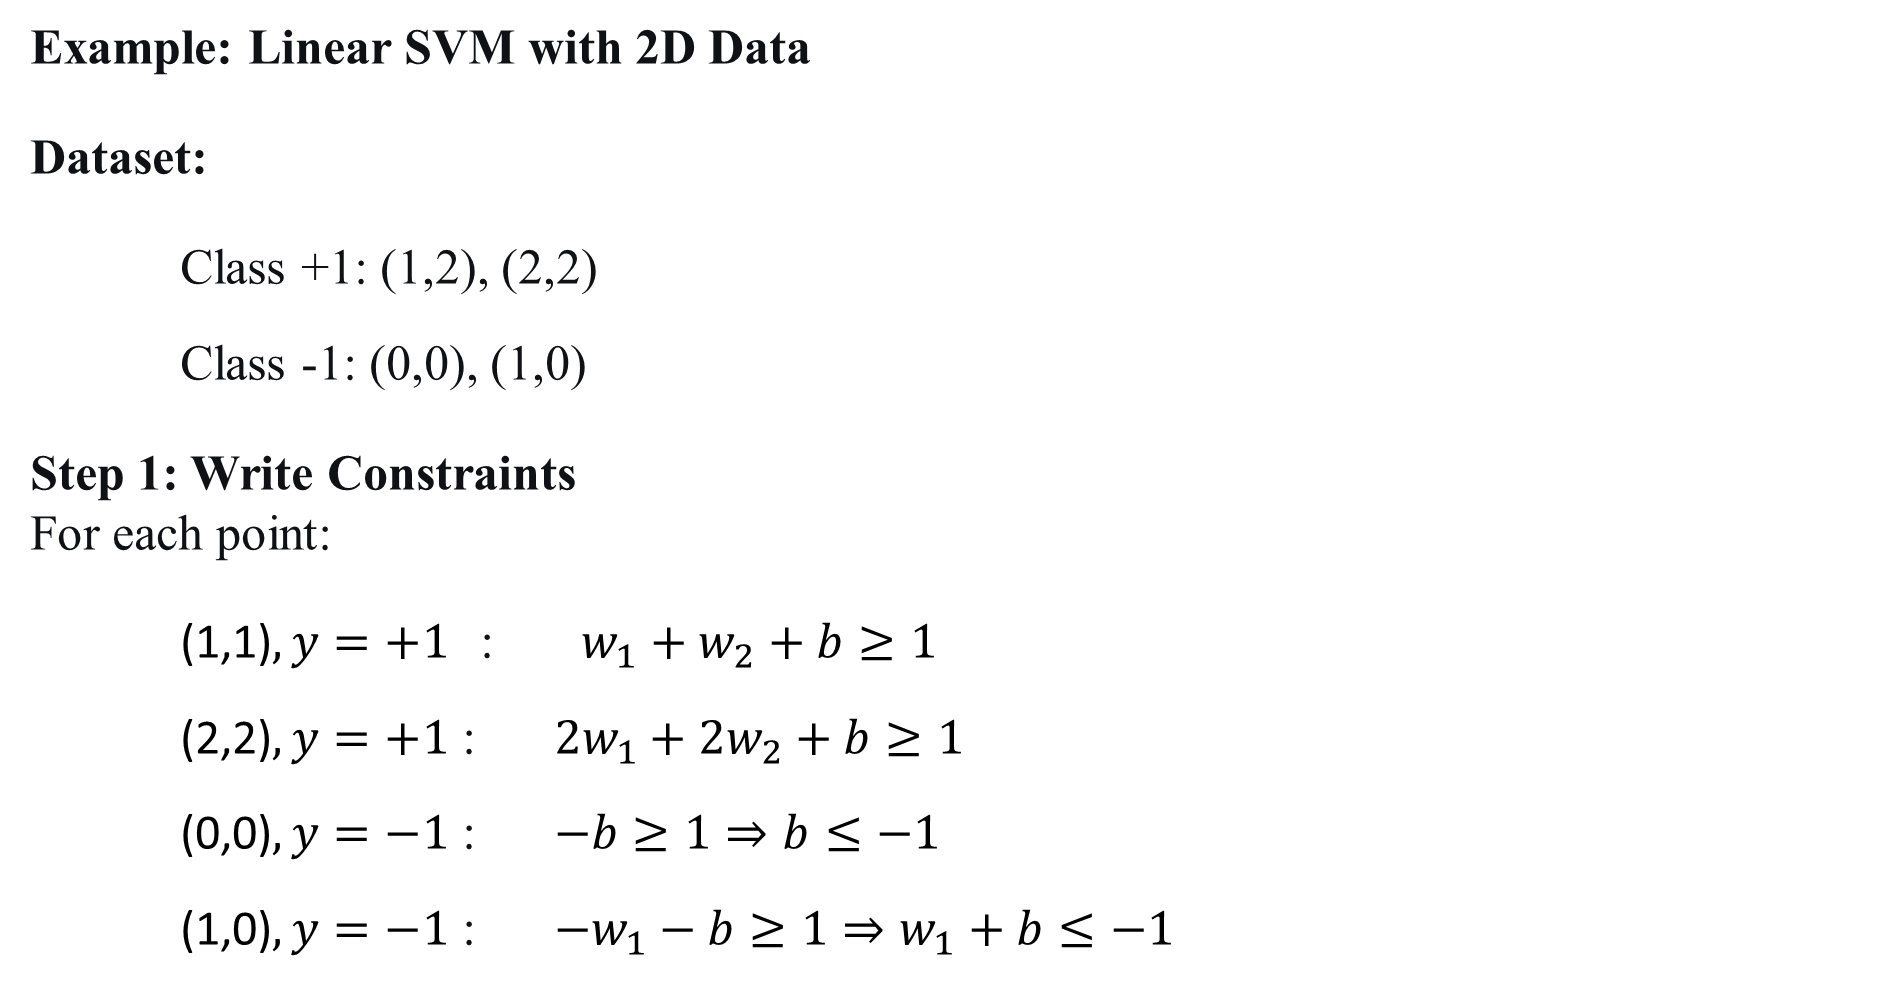 Example: Linear SVM with 2D Data
Dataset:
Class +1: (1,2), (2,2)
Class -1: (0,0), (1,0)
Step 1: Write Constraints
For each point:
(1,1), y = +1 : w₁ + w₂ + b ≥ 1
(2,2), y = +1 : 2w₁ + 2w₂ + b ≥ 1
(0,0), y = −1 : −b ≥ 1 ⇒ b ≤ −1
(1,0), y = −1 : −w₁ − b ≥ 1 ⇒ w₁ + b ≤ −1